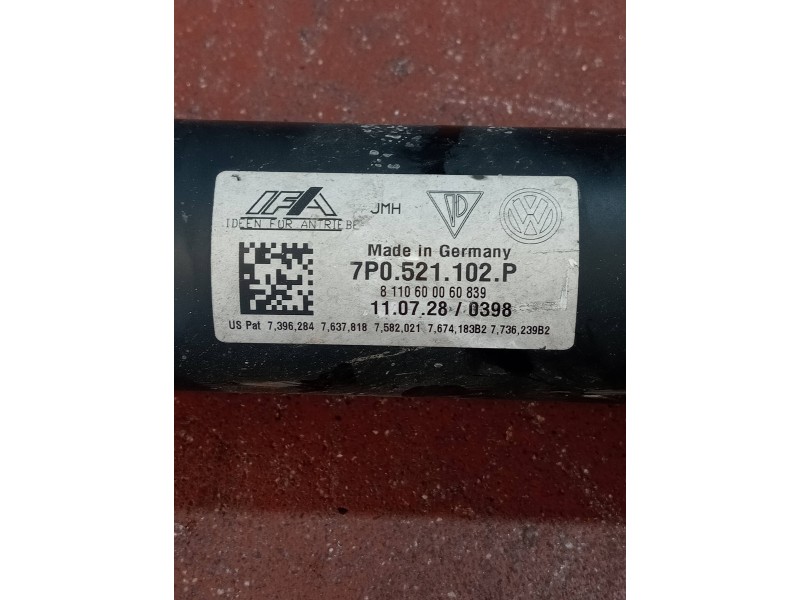 IFA
IDEEN FÜR ANTRIEBE
JMH
VW
Made in Germany
7P0.521.102.P
8 110 60 00 60 839
11.07.28 / 0398
US Pat 7,396,284 7,637,818 7,582,021 7,674,183B2 7,736,239B2